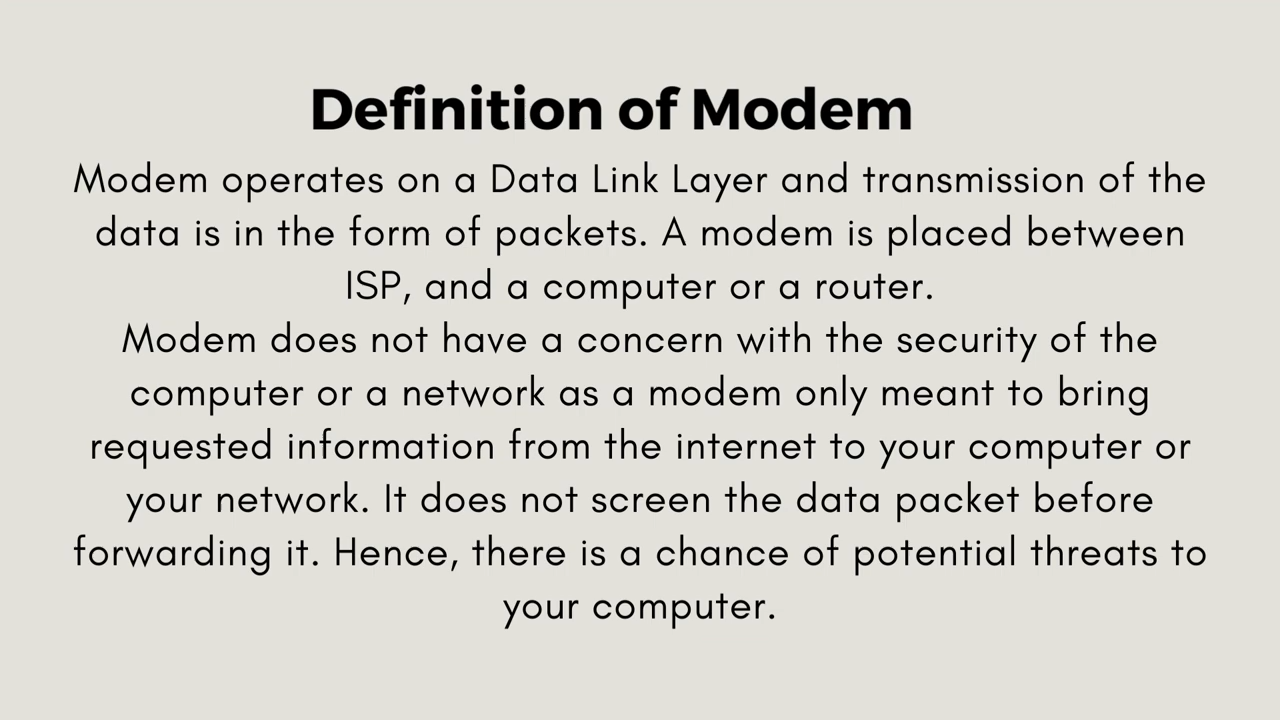 Definition of Modem
Modem operates on a Data Link Layer and transmission of the
data is in the form of packets. A modem is placed between
ISP, and a computer or a router.
Modem does not have a concern with the security of the
computer or a network as a modem only meant to bring
requested information from the internet to your computer or
your network. It does not screen the data packet before
forwarding it. Hence, there is a chance of potential threats to
your computer.